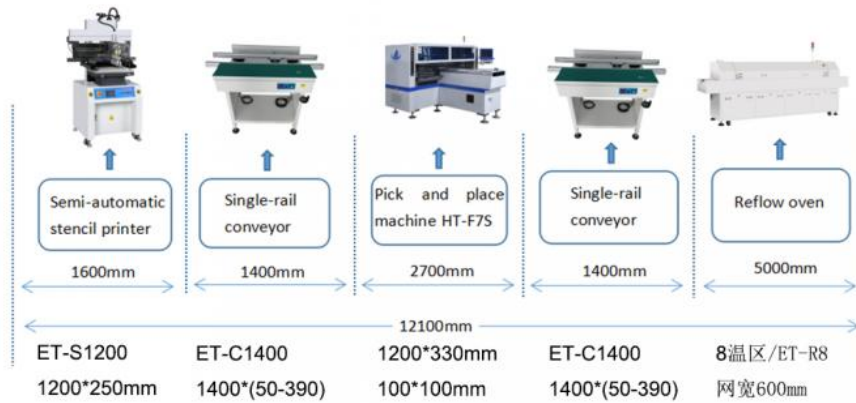 Semi-automatic
stencil printer
Single-rail
conveyor
Pick and place
machine HT-F7S
Single-rail
conveyor
Reflow oven
1600mm
1400mm
2700mm
1400mm
5000mm
12100mm
ET-S1200
ET-C1400
1200*330mm
ET-C1400
8温区/ET-R8
1200*250mm
1400*(50-390)
100*100mm
1400*(50-390)
网宽600mm